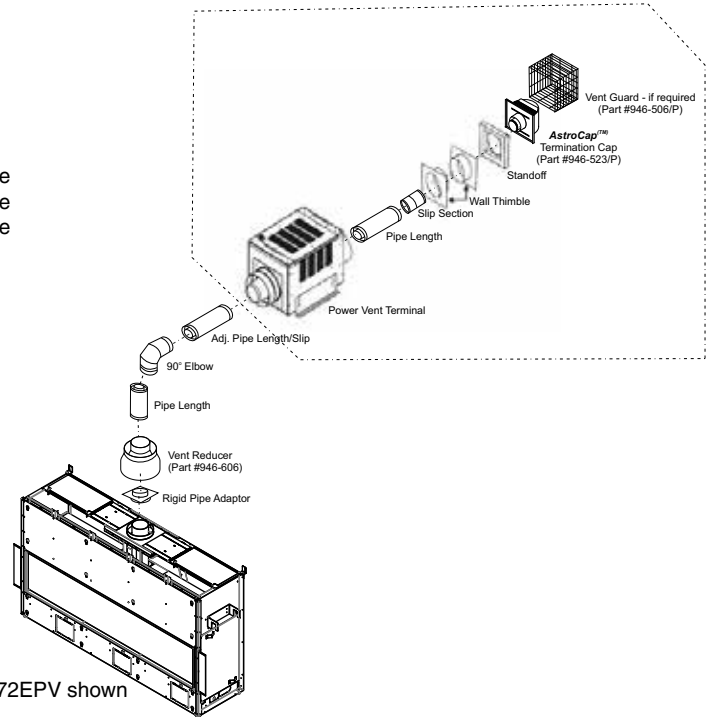 Vent Guard - if required
(Part #946-506/P)
AstroCap(TM)
Termination Cap
(Part #946-523/P)
Standoff
Wall Thimble
Slip Section
Pipe Length
Power Vent Terminal
Adj. Pipe Length/Slip
90° Elbow
Pipe Length
Vent Reducer
(Part #946-606)
Rigid Pipe Adaptor
72EPV shown